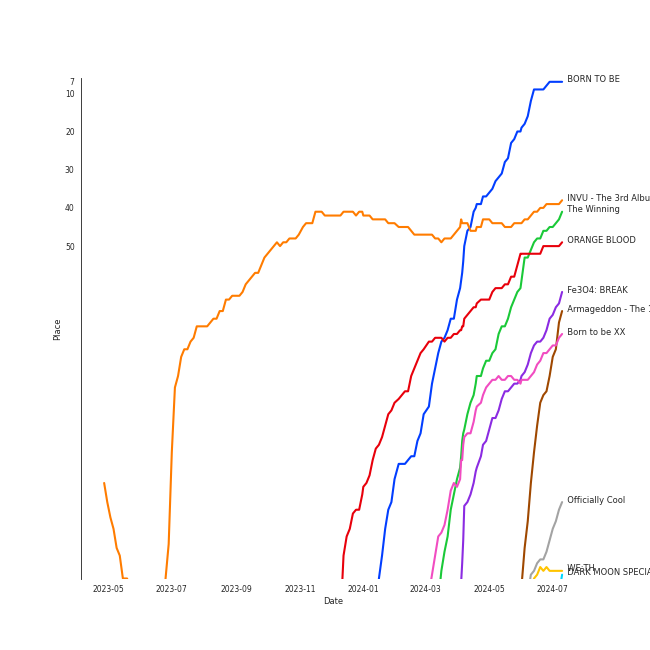 BORN TO BE
INVU - The 3rd Albu
The Winning
ORANGE BLOOD
Fe3O4: BREAK
Armageddon - The 1
Born to be XX
Officially Cool
WE:TH
DARK MOON SPECIA
7
10
20
30
40
50
Place
2023-05 2023-07 2023-09 2023-11 2024-01 2024-03 2024-05 2024-07
Date